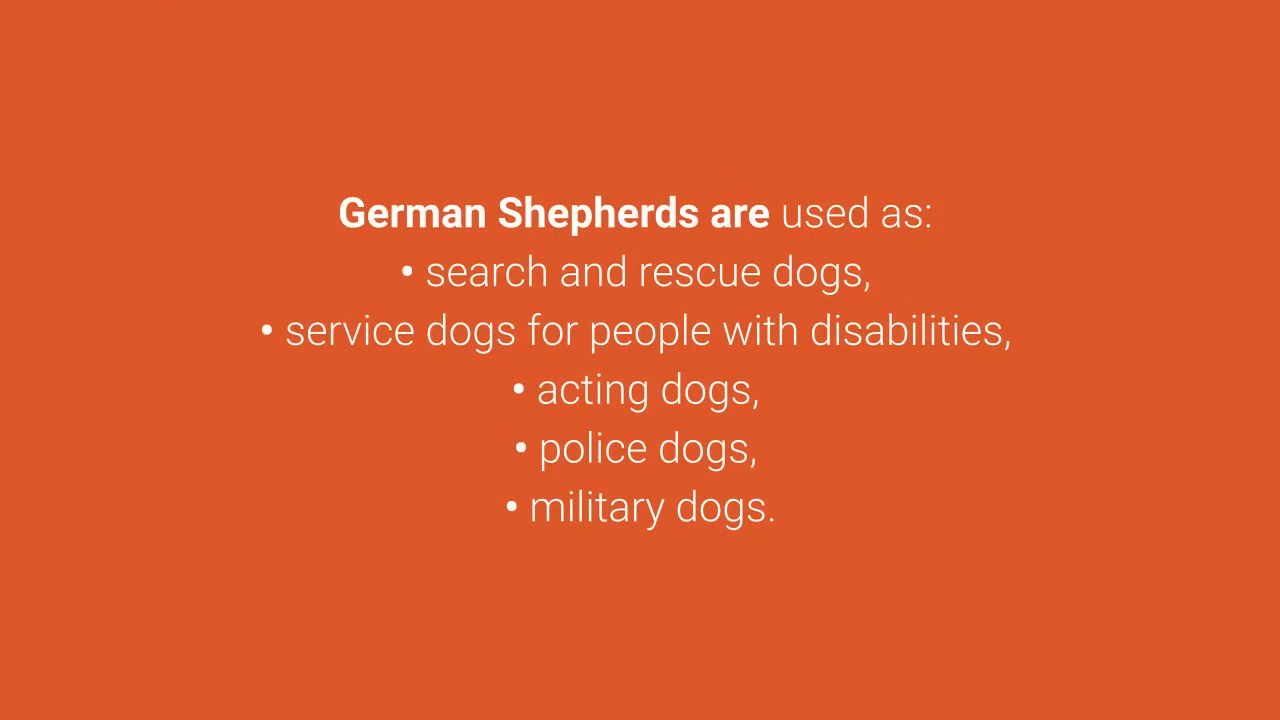 German Shepherds are used as:
• search and rescue dogs,
• service dogs for people with disabilities,
• acting dogs,
• police dogs,
• military dogs.